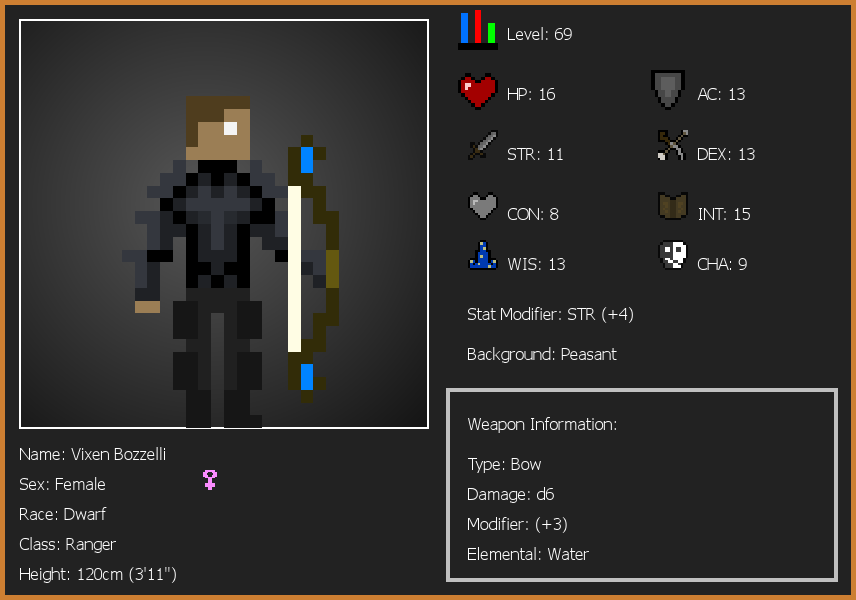 Level: 69
HP: 16
AC: 13
STR: 11
DEX: 13
CON: 8
INT: 15
WIS: 13
CHA: 9
Stat Modifier: STR (+4)
Background: Peasant
Weapon Information:
Type: Bow
Damage: d6
Modifier: (+3)
Elemental: Water
Name: Vixen Bozzelli
Sex: Female
Race: Dwarf
Class: Ranger
Height: 120cm (3'11")